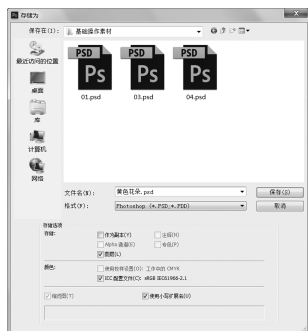 存储为
保存在(I):
基础操作素材
最近访问的位置
桌面
库
计算机
网络
PSD
Ps
01.psd
PSD
Ps
03.psd
PSD
Ps
04.psd
文件名(N):
黄色花朵.psd
保存(S)
格式(F):
Photoshop (*.PSD;*.PDD)
取消
存储选项
存储:
作为副本(Y)
注释(N)
Alpha 通道(E)
专色(P)
图层(L)
颜色:
使用校样设置(O): 工作中的 CMYK
ICC 配置文件(C): sRGB IEC61966-2.1
缩览图(T)
使用小写扩展名(U)